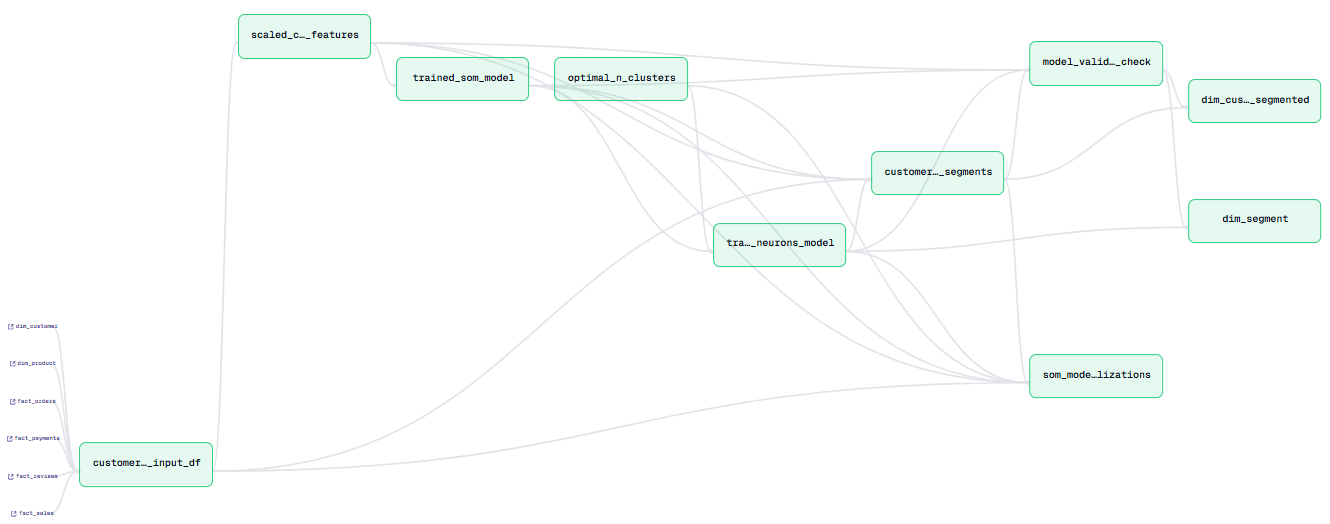 scaled_c…_features
trained_som_model
optimal_n_clusters
model_valid…_check
dim_cus…_segmented
customer…_segments
dim_segment
tra…_neurons_model
dim_customer
dim_product
som_mode…lizations
fact_orders
fact_payments
customer…_input_df
fact_reviews
fact_sales